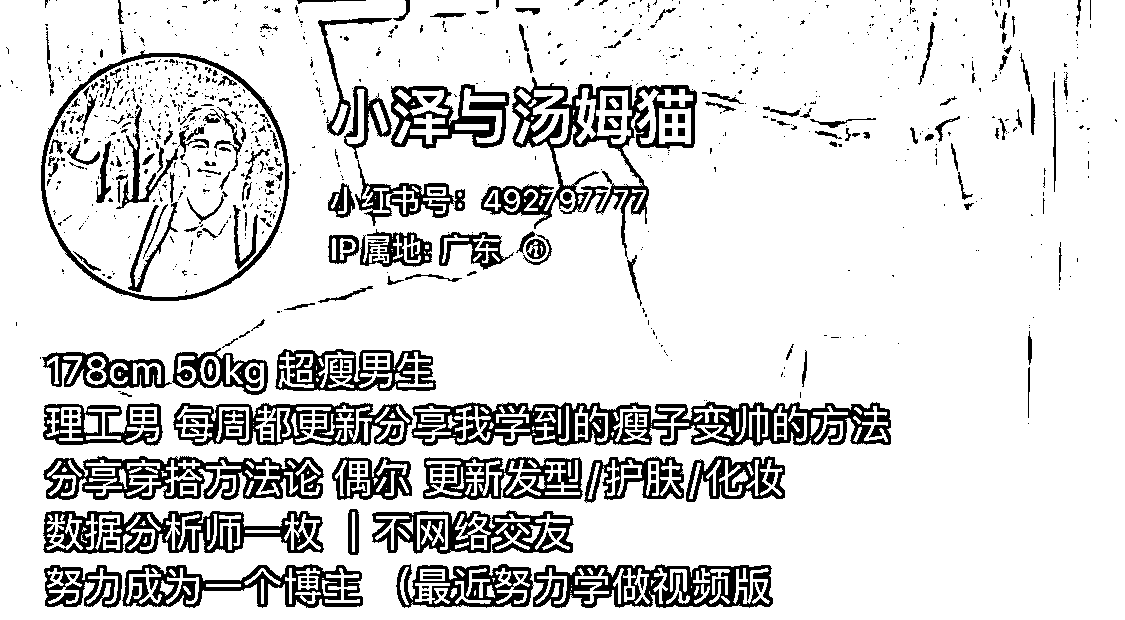 小泽与汤姆猫
小红书号：492797777
IP属地：广东
178cm 50kg 超瘦男生
理工男 每周都更新分享我学到的瘦子变帅的方法
分享穿搭方法论 偶尔 更新发型/护肤/化妆
数据分析师一枚 ｜不网络交友
努力成为一个博主 （最近努力学做视频版